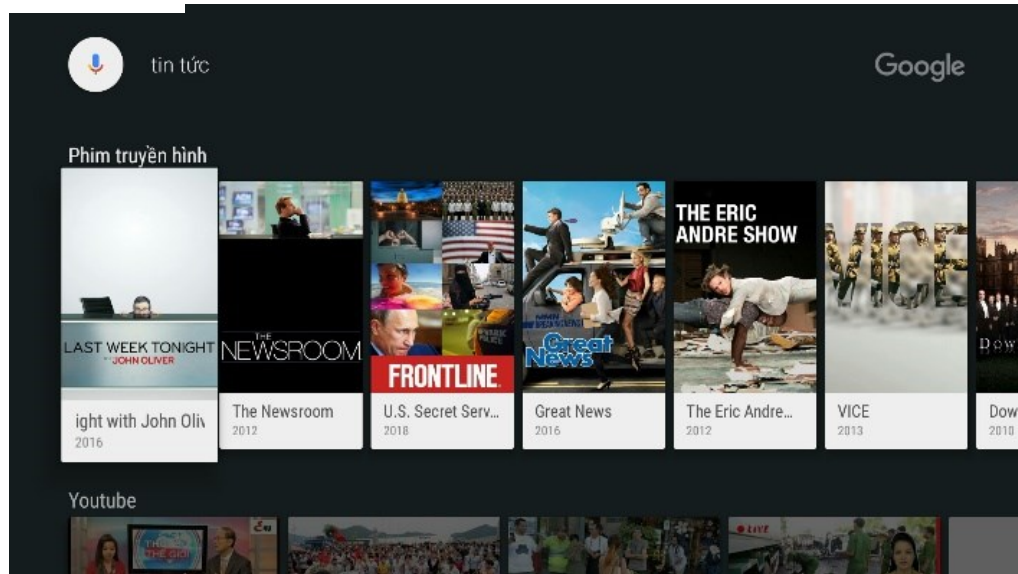 tin tức
Google
Phim truyền hình
LAST WEEK TONIGHT
JOHN OLIVER
ight with John Oliv
2016
THE
NEWSROOM
The Newsroom
2012
FRONTLINE
U.S. Secret Serv...
2018
Great
News
Great News
2016
THE ERIC
ANDRE SHOW
The Eric Andre...
2012
VICE
VICE
2013
Dow
Dow
2010
Youtube
LIVE